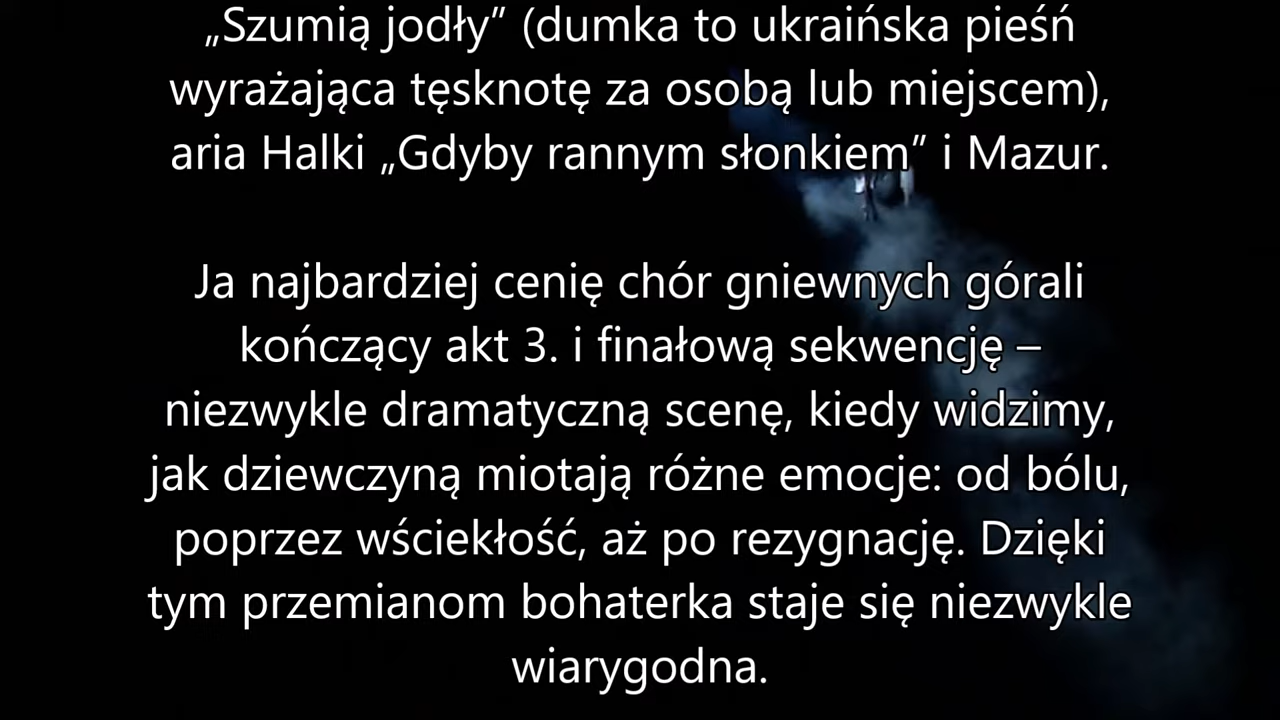 „Szumią jodły” (dumka to ukraińska pieśń
wyrażająca tęsknotę za osobą lub miejscem),
aria Halki „Gdyby rannym słonkiem” i Mazur.
Ja najbardziej cenię chór gniewnych górali
kończący akt 3. i finałową sekwencję –
niezwykle dramatyczną scenę, kiedy widzimy,
jak dziewczyną miotają różne emocje: od bólu,
poprzez wściekłość, aż po rezygnację. Dzięki
tym przemianom bohaterka staje się niezwykle
wiarygodna.